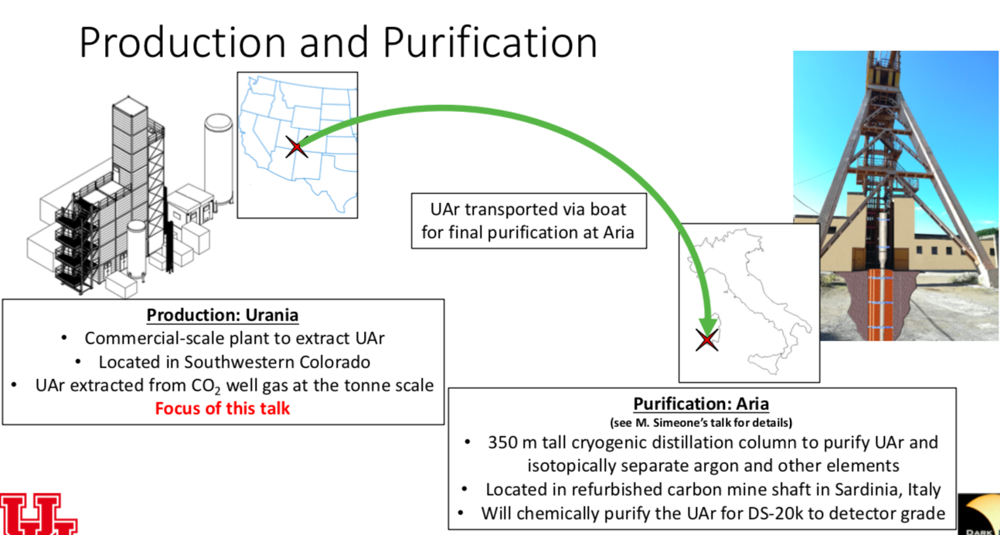 Production and Purification
UAr transported via boat
for final purification at Aria
Production: Urania
• Commercial-scale plant to extract UAr
• Located in Southwestern Colorado
• UAr extracted from CO₂ well gas at the tonne scale
Focus of this talk
Purification: Aria
(see M. Simeone's talk for details)
• 350 m tall cryogenic distillation column to purify UAr and
isotopically separate argon and other elements
• Located in refurbished carbon mine shaft in Sardinia, Italy
• Will chemically purify the UAr for DS-20k to detector grade
UH
DARK